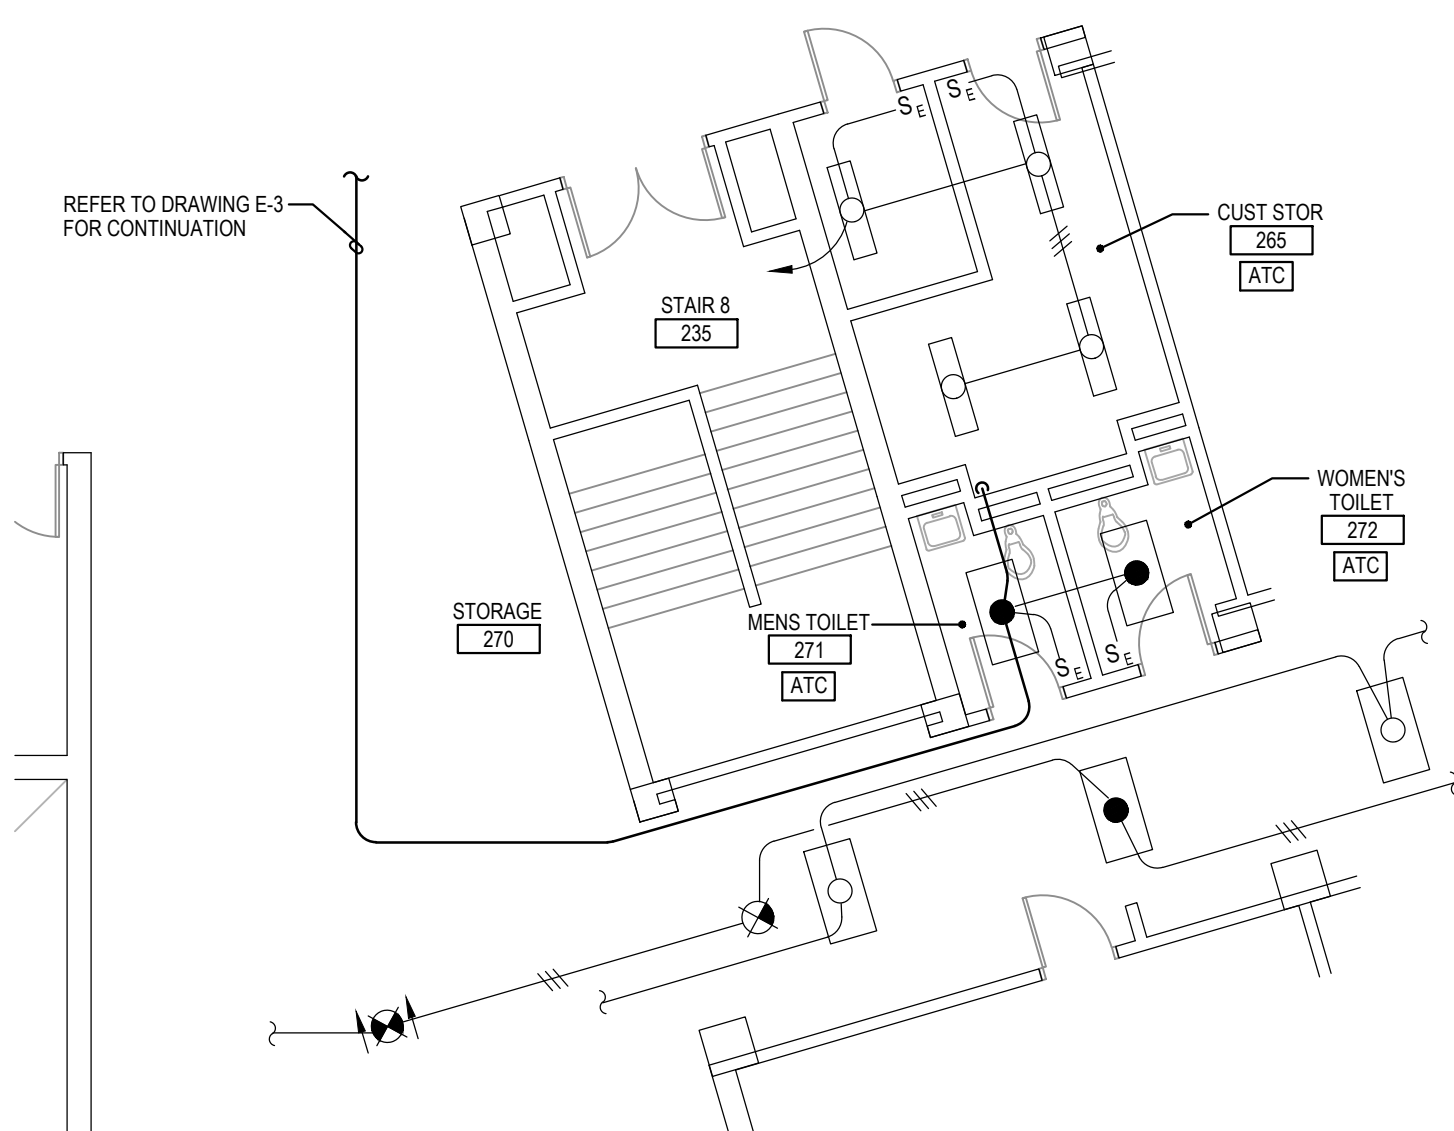 S E
S E
REFER TO DRAWING E-3
FOR CONTINUATION
CUST STOR
265
ATC
STAIR 8
235
WOMEN'S
TOILET
272
ATC
STORAGE
270
MENS TOILET
271
ATC
S E
S E